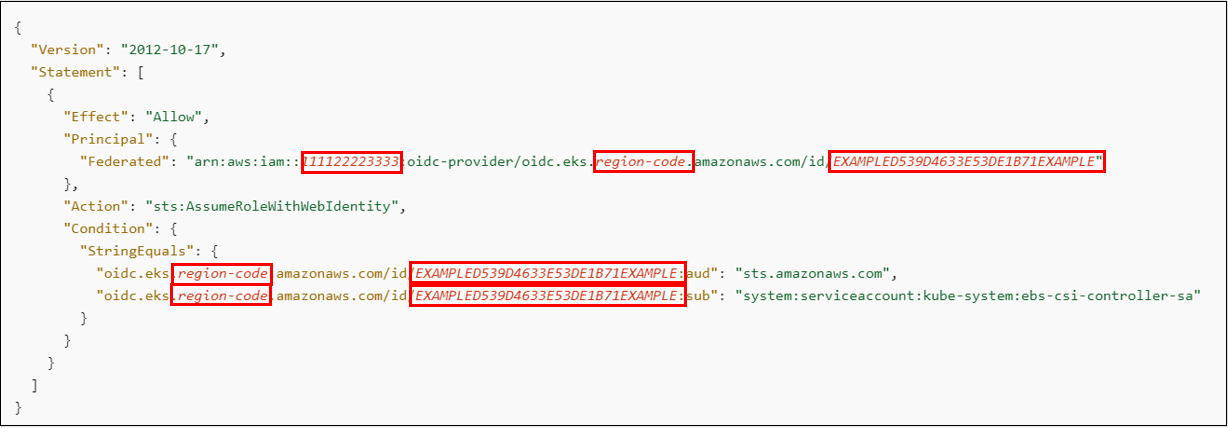 {
  "Version": "2012-10-17",
  "Statement": [
    {
      "Effect": "Allow",
      "Principal": {
        "Federated": "arn:aws:iam::111122223333:oidc-provider/oidc.eks.region-code.amazonaws.com/id/EXAMPLED539D4633E53DE1B71EXAMPLE"
      },
      "Action": "sts:AssumeRoleWithWebIdentity",
      "Condition": {
        "StringEquals": {
          "oidc.eks.region-code.amazonaws.com/id/EXAMPLED539D4633E53DE1B71EXAMPLE:aud": "sts.amazonaws.com",
          "oidc.eks.region-code.amazonaws.com/id/EXAMPLED539D4633E53DE1B71EXAMPLE:sub": "system:serviceaccount:kube-system:ebs-csi-controller-sa"
        }
      }
    }
  ]
}